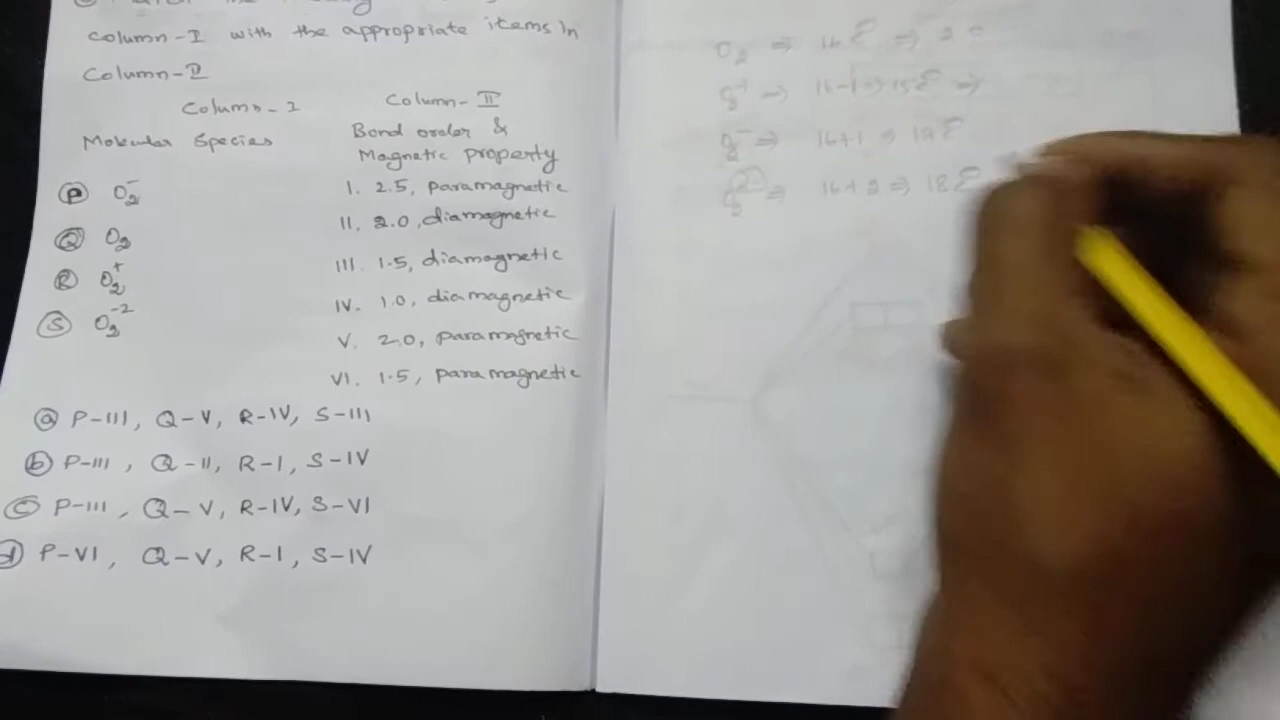 column-I with the appropriate items in
Column-II
Column-I
Column-II
Molecular Species
Bond order &
Magnetic property
P O₂⁻
I. 2.5, paramagnetic
II. 2.0, diamagnetic
Q O₂
III. 1.5, diamagnetic
R O₂⁺
IV. 1.0, diamagnetic
S O₂⁻²
V. 2.0, paramagnetic
VI. 1.5, paramagnetic
a P-III, Q-V, R-IV, S-III
b P-III, Q-II, R-I, S-IV
c P-III, Q-V, R-IV, S-VI
d P-VI, Q-V, R-I, S-IV
O₂ ⇒ 16 e⁻ ⇒ 2.0
O₂⁺ ⇒ 16-1 ⇒ 15 e⁻ ⇒
O₂⁻ ⇒ 16+1 ⇒ 17 e⁻
16+2 ⇒ 18 e⁻